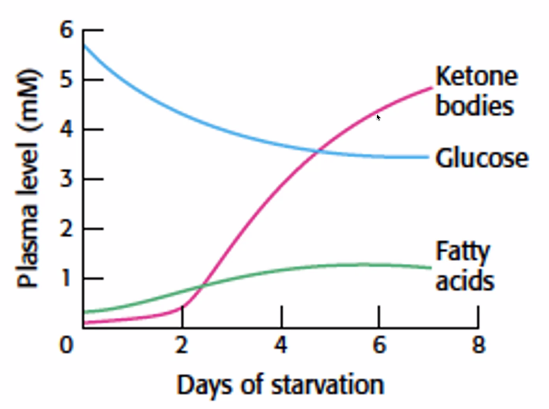 6
5
4
3
2
1
0
2
4
6
8
Plasma level (mM)
Days of starvation
Ketone
bodies
Glucose
Fatty
acids